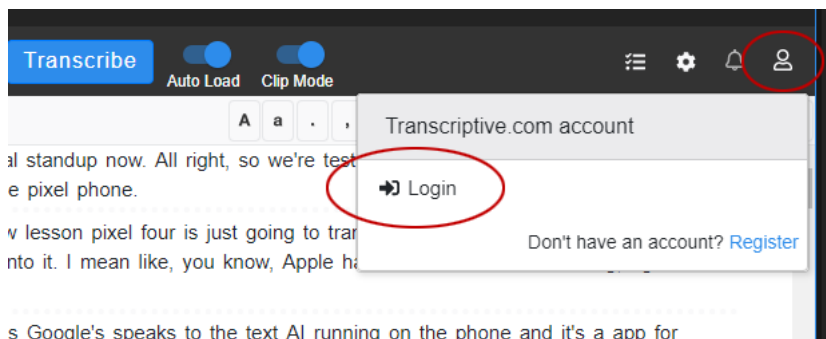 Transcribe
Auto Load
Clip Mode
A a . ,
Transcriptive.com account
Login
Don't have an account? Register
al standup now. All right, so we're test
e pixel phone.
w lesson pixel four is just going to tran
nto it. I mean like, you know, Apple ha
s Google's speaks to the text AI running on the phone and it's a app for